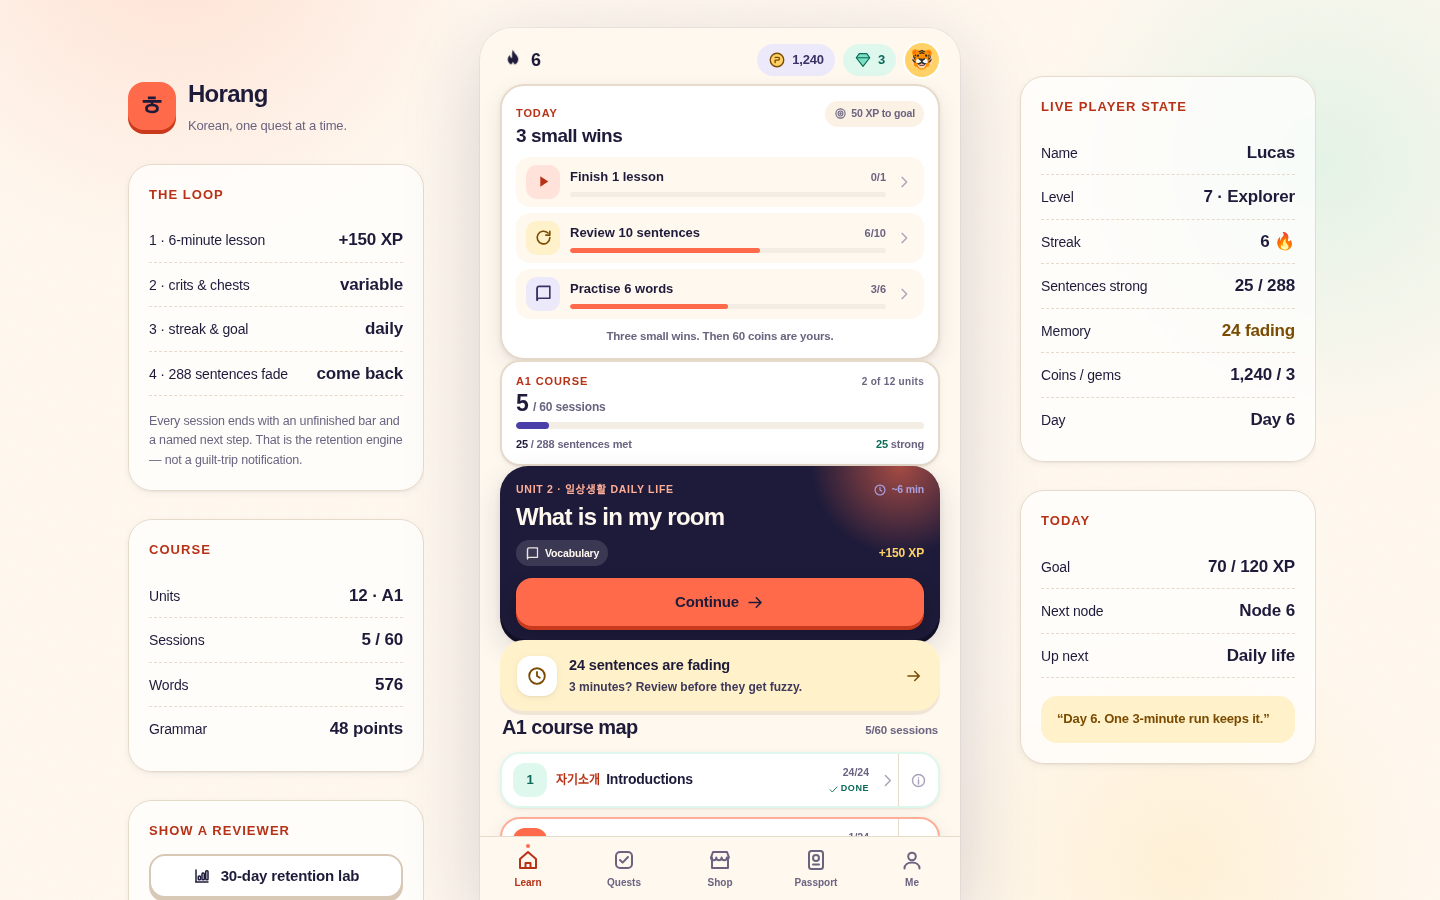 호
Horang
Korean, one quest at a time.
THE LOOP
1 · 6-minute lesson +150 XP
2 · crits & chests variable
3 · streak & goal daily
4 · 288 sentences fade come back
Every session ends with an unfinished bar and
a named next step. That is the retention engine
— not a guilt-trip notification.
COURSE
Units 12 · A1
Sessions 5 / 60
Words 576
Grammar 48 points
SHOW A REVIEWER
30-day retention lab
6
1,240
3
TODAY
50 XP to goal
3 small wins
Finish 1 lesson 0/1
Review 10 sentences 6/10
Practise 6 words 3/6
Three small wins. Then 60 coins are yours.
A1 COURSE 2 of 12 units
5 / 60 sessions
25 / 288 sentences met 25 strong
UNIT 2 · 일상생활 DAILY LIFE ~6 min
What is in my room
Vocabulary +150 XP
Continue
24 sentences are fading
3 minutes? Review before they get fuzzy.
A1 course map 5/60 sessions
1 자기소개 Introductions 24/24
DONE
1/24
Learn Quests Shop Passport Me
LIVE PLAYER STATE
Name Lucas
Level 7 · Explorer
Streak 6 🔥
Sentences strong 25 / 288
Memory 24 fading
Coins / gems 1,240 / 3
Day Day 6
TODAY
Goal 70 / 120 XP
Next node Node 6
Up next Daily life
“Day 6. One 3-minute run keeps it.”